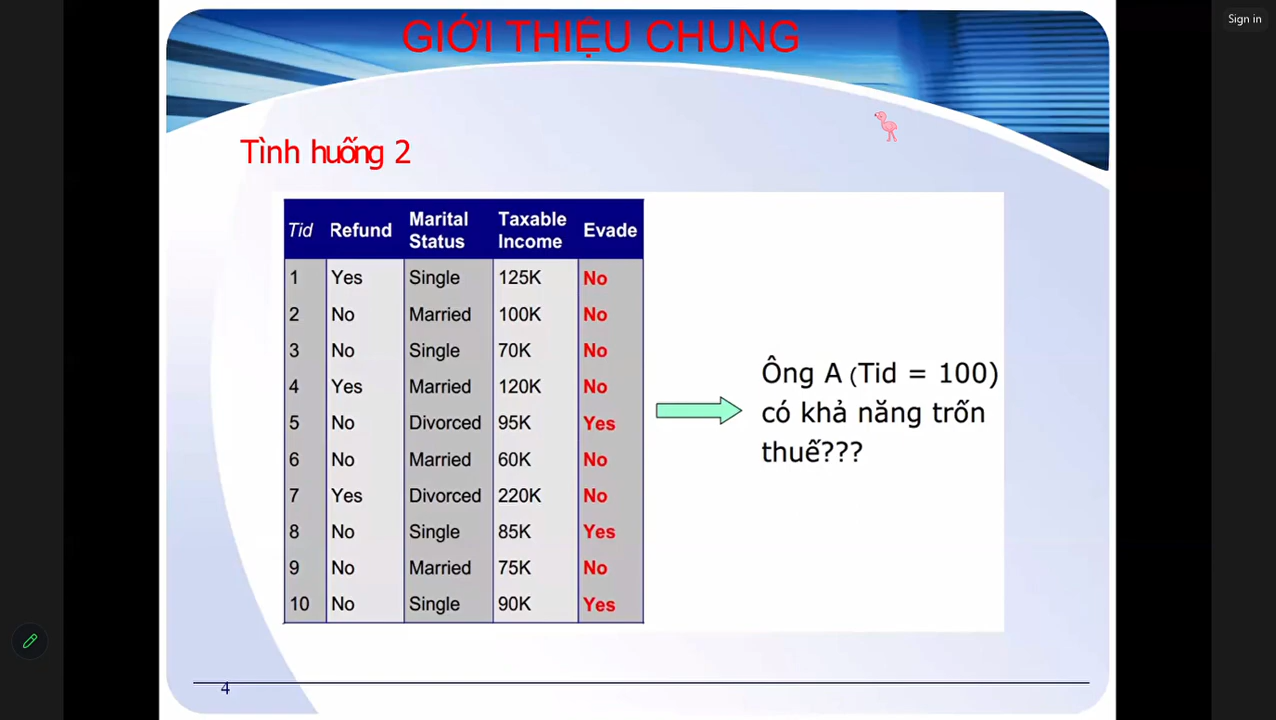 Sign in
GIỚI THIỆU CHUNG
Tình huống 2
Tid Refund Marital Status Taxable Income Evade
1 Yes Single 125K No
2 No Married 100K No
3 No Single 70K No
4 Yes Married 120K No
5 No Divorced 95K Yes
6 No Married 60K No
7 Yes Divorced 220K No
8 No Single 85K Yes
9 No Married 75K No
10 No Single 90K Yes
Ông A (Tid = 100)
có khả năng trốn
thuế???
4